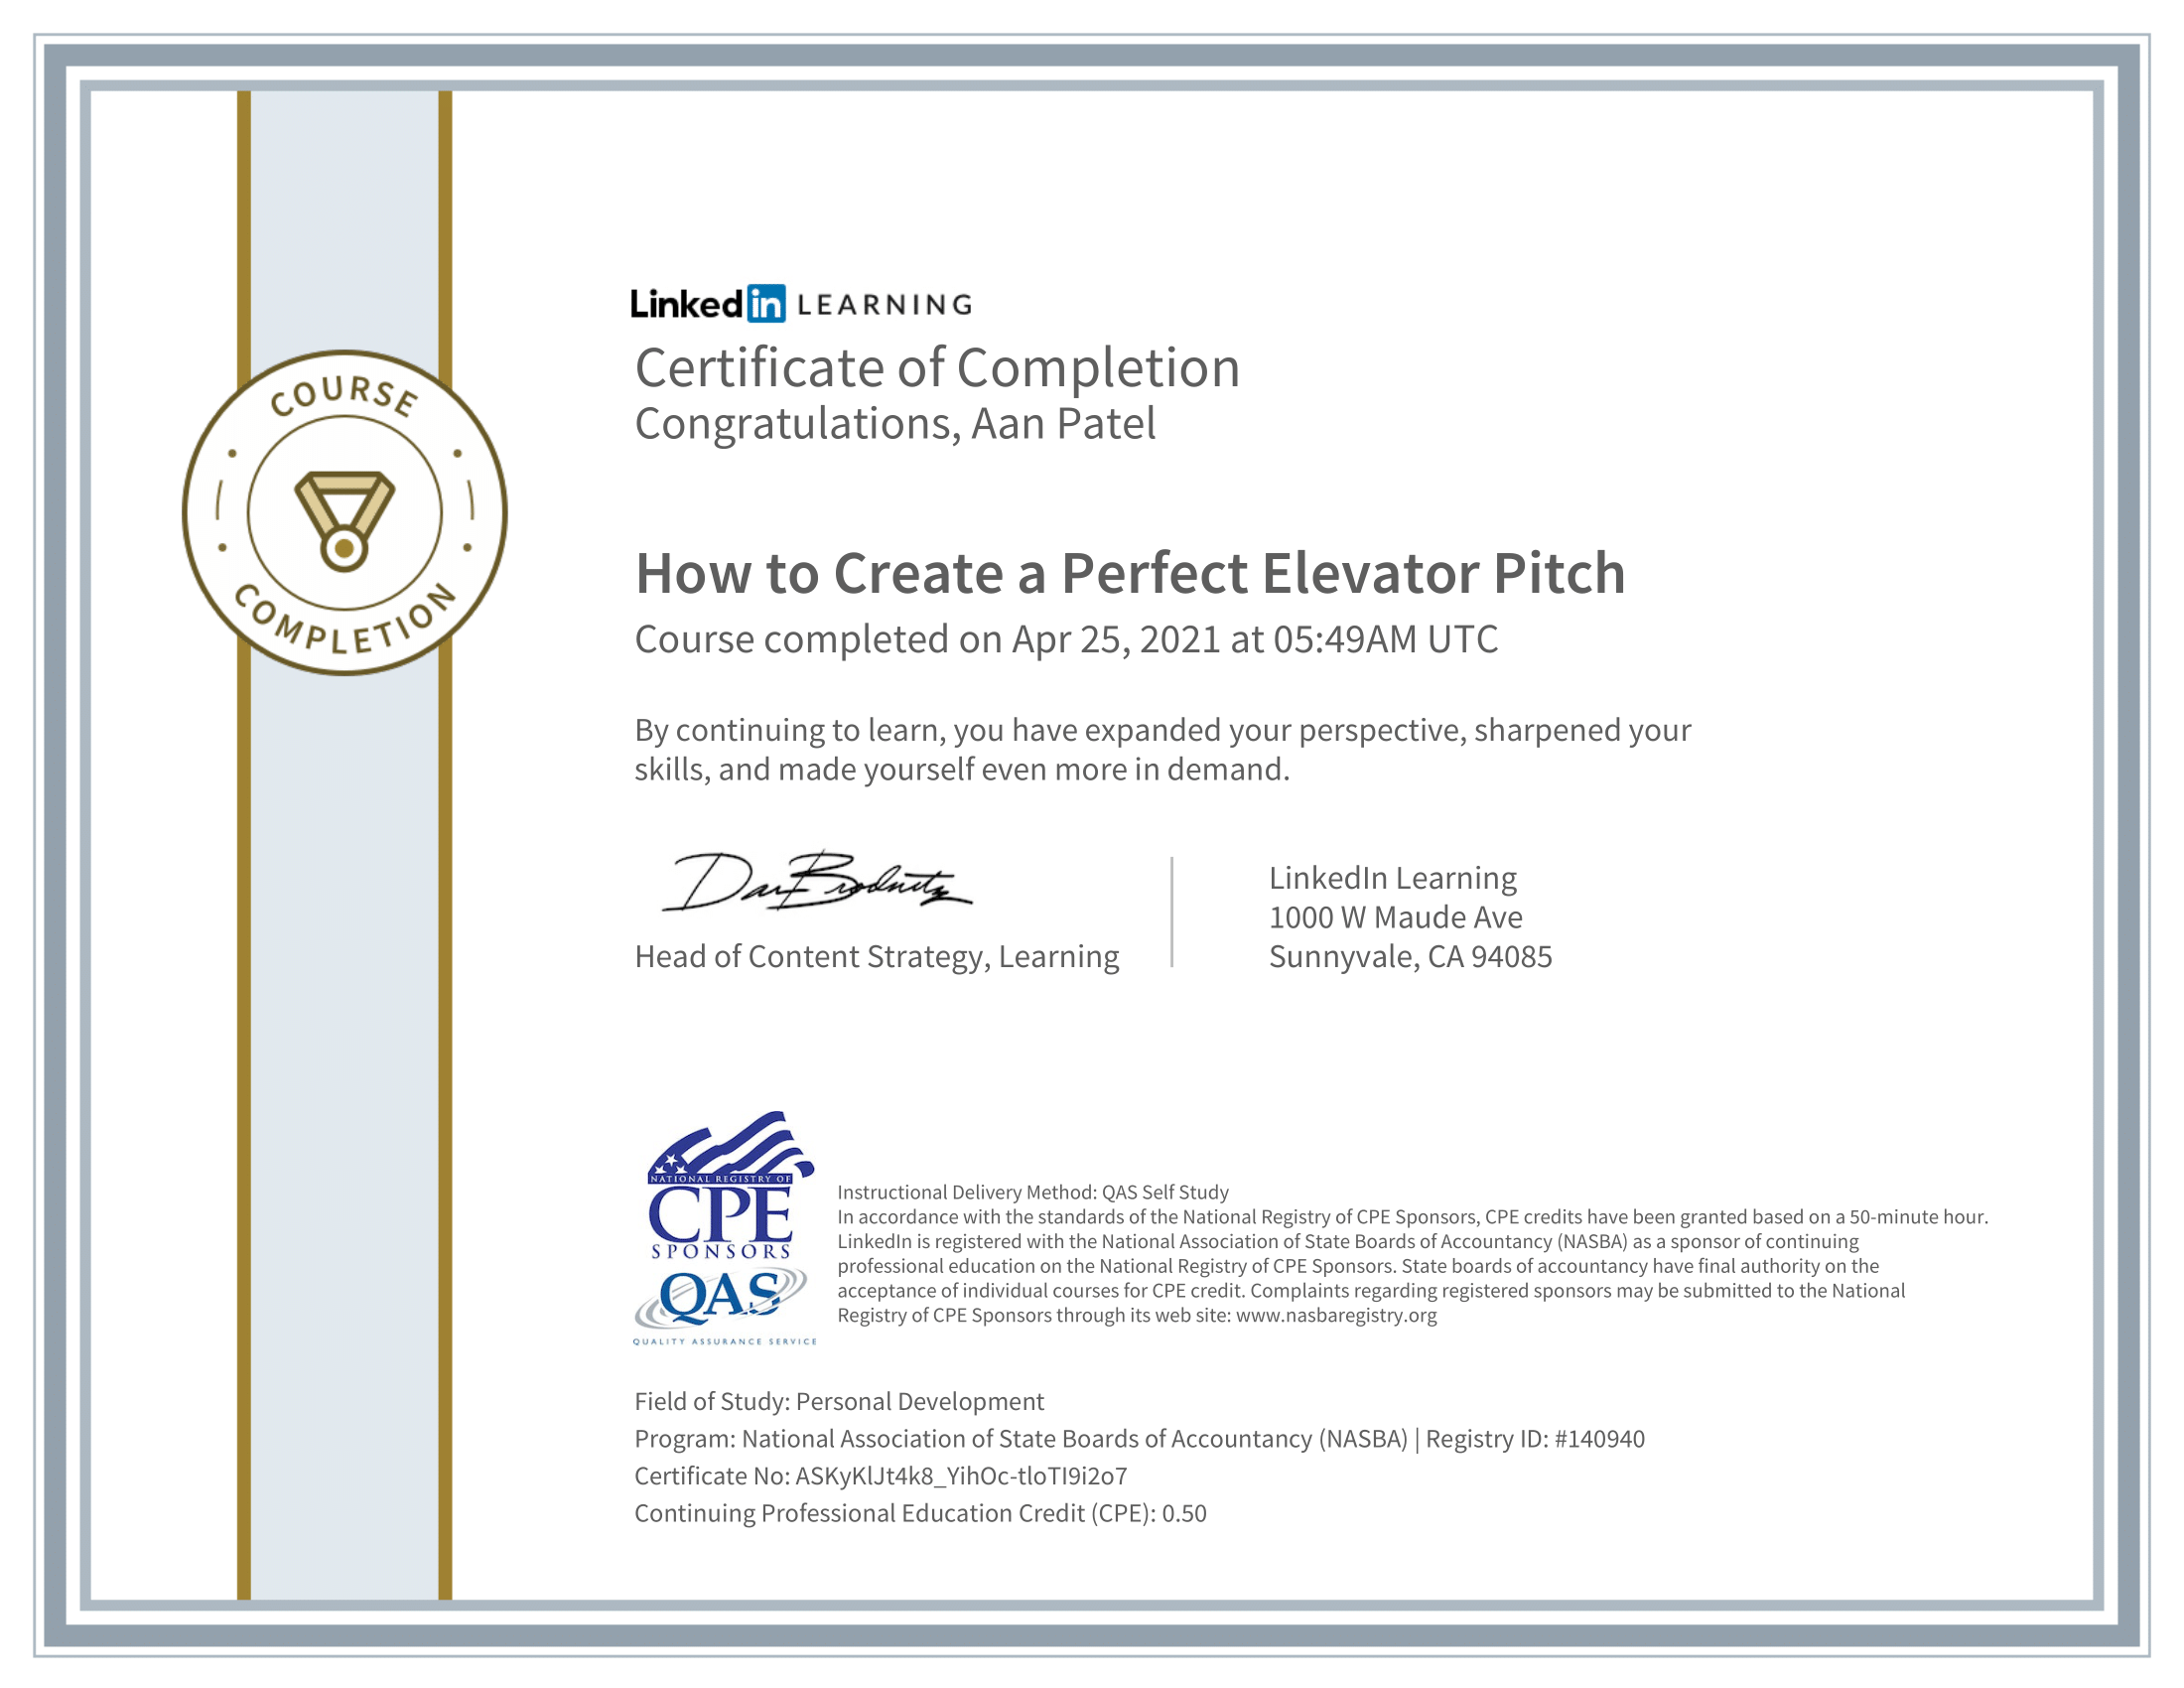 Linked in LEARNING
Certificate of Completion
Congratulations, Aan Patel
COURSE
COMPLETION
How to Create a Perfect Elevator Pitch
Course completed on Apr 25, 2021 at 05:49AM UTC
By continuing to learn, you have expanded your perspective, sharpened your
skills, and made yourself even more in demand.
Head of Content Strategy, Learning
LinkedIn Learning
1000 W Maude Ave
Sunnyvale, CA 94085
NATIONAL REGISTRY OF
CPE
SPONSORS
QAS
QUALITY ASSURANCE SERVICE
Instructional Delivery Method: QAS Self Study
In accordance with the standards of the National Registry of CPE Sponsors, CPE credits have been granted based on a 50-minute hour.
LinkedIn is registered with the National Association of State Boards of Accountancy (NASBA) as a sponsor of continuing
professional education on the National Registry of CPE Sponsors. State boards of accountancy have final authority on the
acceptance of individual courses for CPE credit. Complaints regarding registered sponsors may be submitted to the National
Registry of CPE Sponsors through its web site: www.nasbaregistry.org
Field of Study: Personal Development
Program: National Association of State Boards of Accountancy (NASBA) | Registry ID: #140940
Certificate No: ASKyKlJt4k8_YihOc-tloTI9i2o7
Continuing Professional Education Credit (CPE): 0.50